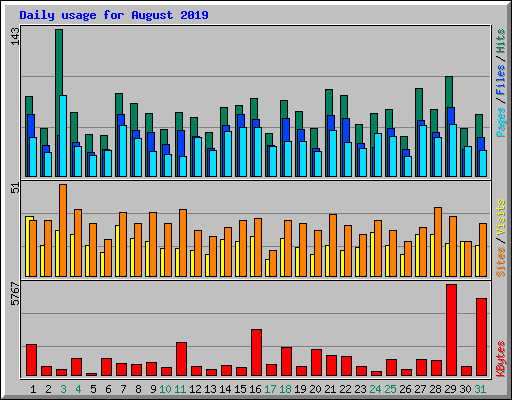 Daily usage for August 2019
143
Pages / Files / Hits
51
Sites / Visits
5767
KBytes
1 2 3 4 5 6 7 8 9 10 11 12 13 14 15 16 17 18 19 20 21 22 23 24 25 26 27 28 29 30 31